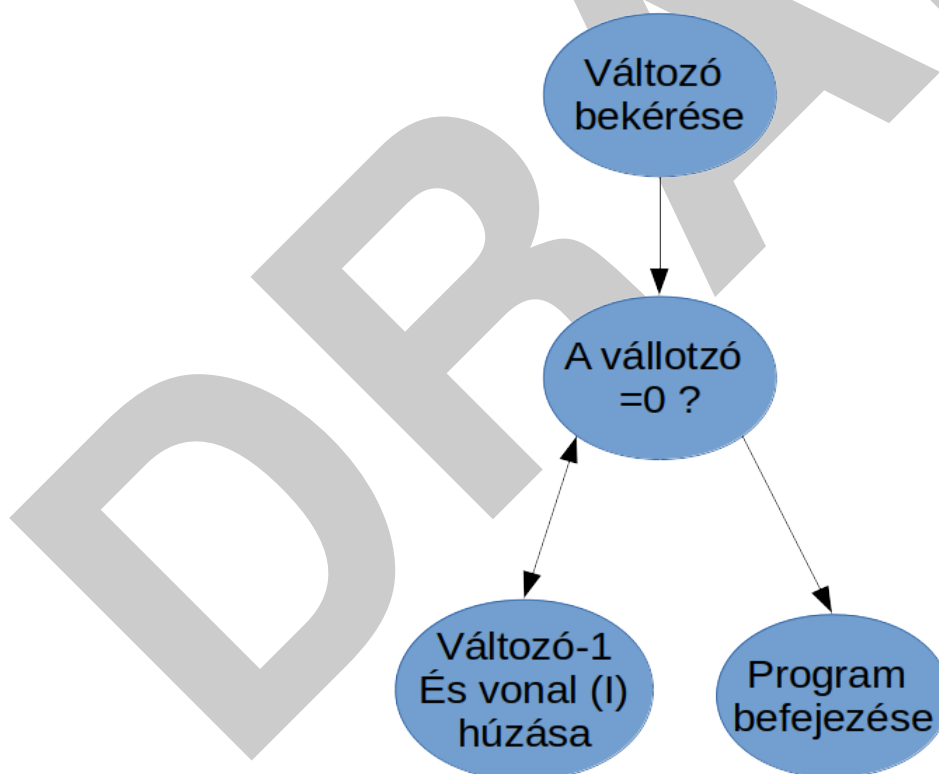 Változó
bekérése
A vállotzó
=0 ?
Változó-1
És vonal (I)
húzása
Program
befejezése
DRA